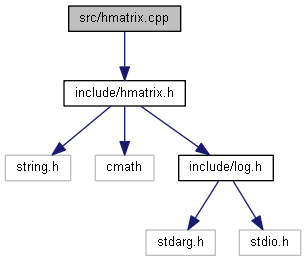 src/hmatrix.cpp
include/hmatrix.h
string.h
cmath
include/log.h
stdarg.h
stdio.h